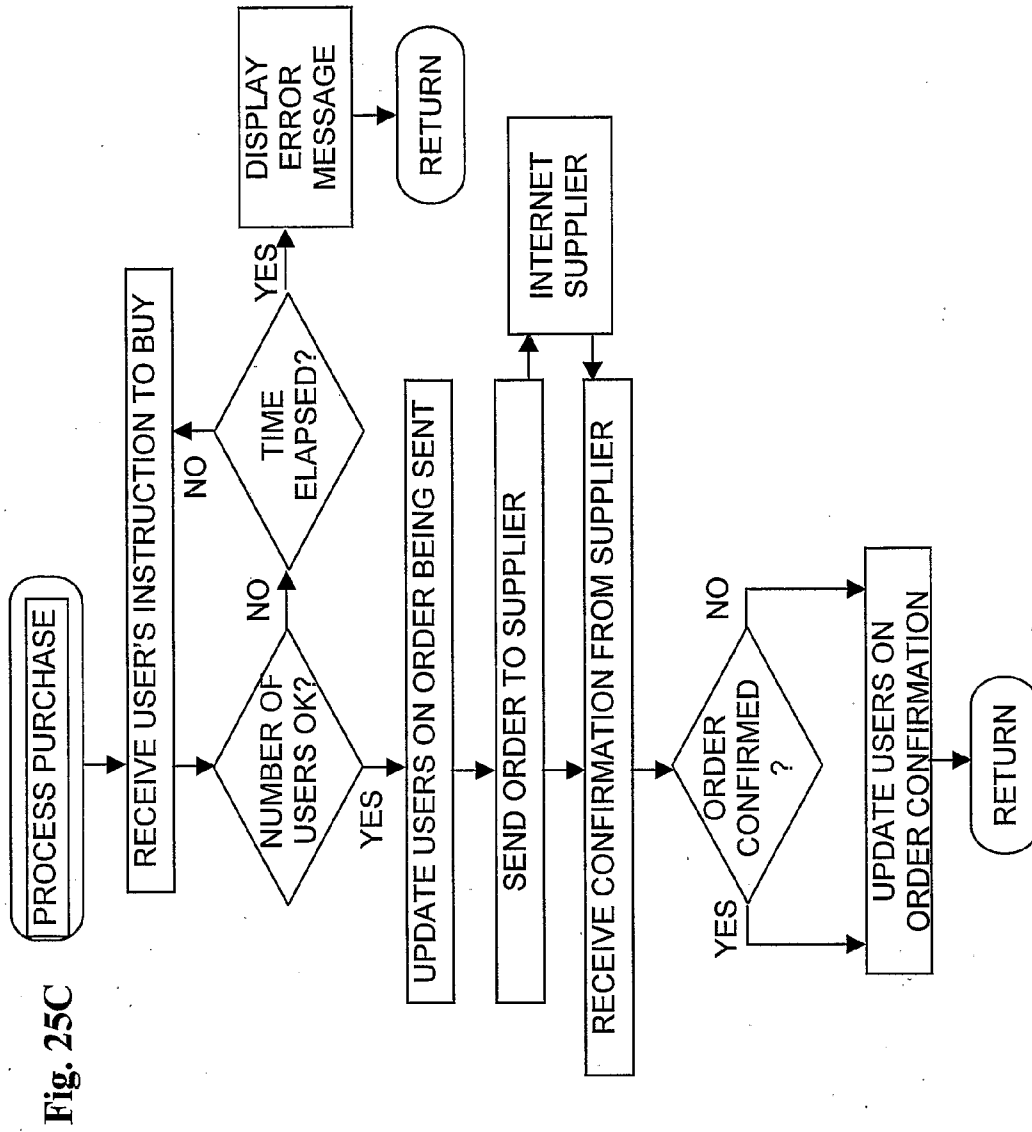 Fig. 25C
PROCESS PURCHASE
RECEIVE USER'S INSTRUCTION TO BUY
NUMBER OF
USERS OK?
NO
TIME
ELAPSED?
NO
YES
DISPLAY
ERROR
MESSAGE
RETURN
YES
UPDATE USERS ON ORDER BEING SENT
SEND ORDER TO SUPPLIER
INTERNET
SUPPLIER
RECEIVE CONFIRMATION FROM SUPPLIER
ORDER
CONFIRMED
?
YES
NO
UPDATE USERS ON
ORDER CONFIRMATION
RETURN